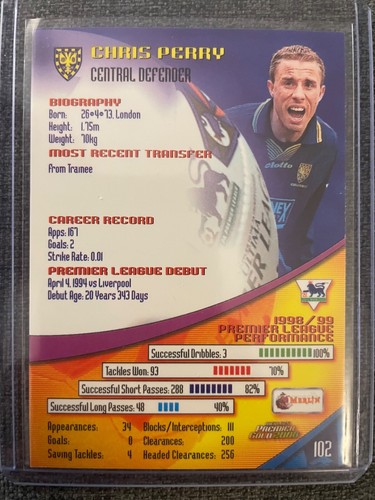 CHRIS PERRY
CENTRAL DEFENDER
BIOGRAPHY
Born: 26•4•73, London
Height: 1.75m
Weight: 70kg
MOST RECENT TRANSFER
from Trainee
CAREER RECORD
Apps: 167
Goals: 2
Strike Rate: 0.01
PREMIER LEAGUE DEBUT
April 4, 1994 vs Liverpool
Debut Age: 20 Years 343 Days
Lotto
1998/99
PREMIER LEAGUE
PERFORMANCE
Successful Dribbles: 3 100%
Tackles Won: 93 70%
Successful Short Passes: 288 82%
Successful Long Passes: 48 40%
MERLIN
Appearances: 34 Blocks/Interceptions: 111
Goals: 0 Clearances: 200
Saving Tackles: 4 Headed Clearances: 256
PREMIER
GOLD 2000
102